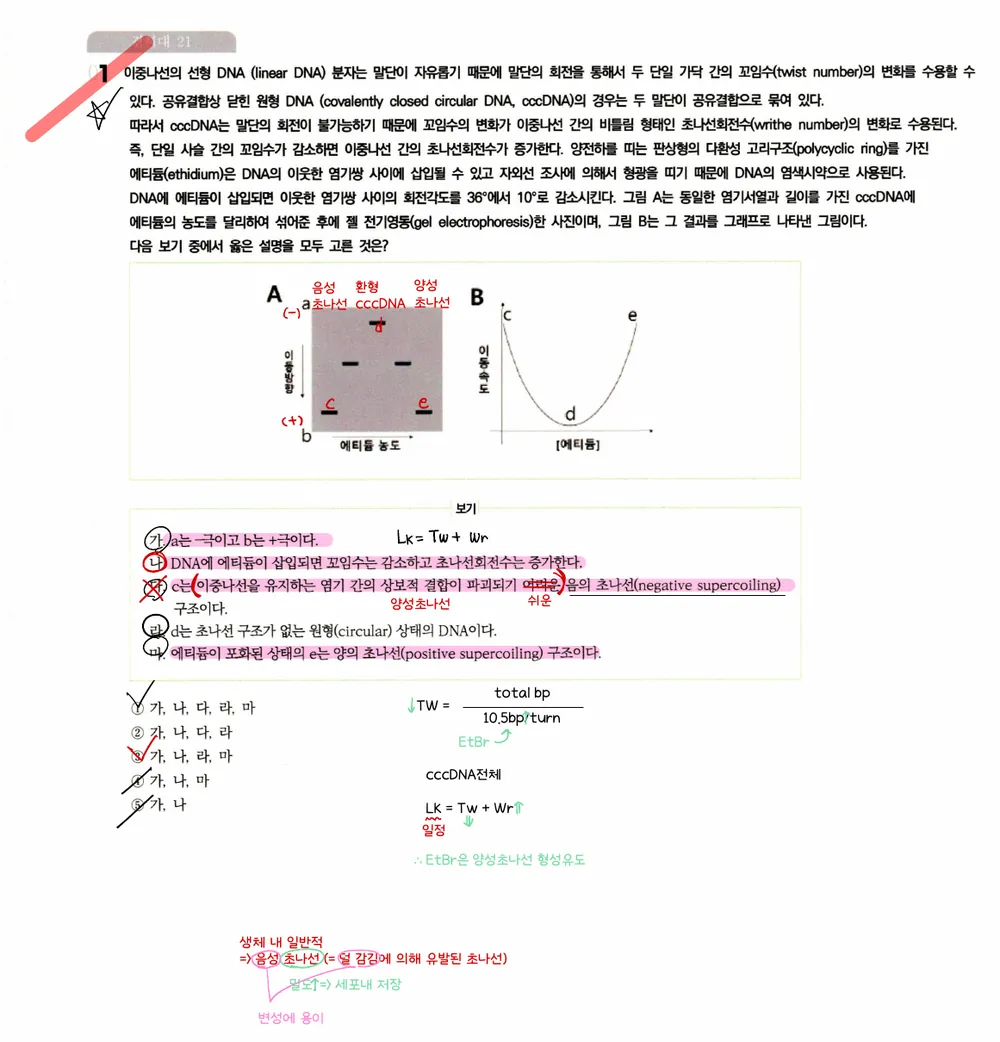 대 21
1 이중나선의 선형 DNA (linear DNA) 분자는 말단이 자유롭기 때문에 말단의 회전을 통해서 두 단일 가닥 간의 꼬임수(twist number)의 변화를 수용할 수
있다. 공유결합상 닫힌 원형 DNA (covalently closed circular DNA, cccDNA)의 경우는 두 말단이 공유결합으로 묶여 있다.
따라서 cccDNA는 말단의 회전이 불가능하기 때문에 꼬임수의 변화가 이중나선 간의 비틀림 형태인 초나선회전수(writhe number)의 변화로 수용된다.
즉, 단일 사슬 간의 꼬임수가 감소하면 이중나선 간의 초나선회전수가 증가한다. 양전하를 띠는 판상형의 다환성 고리구조(polycyclic ring)를 가진
에티듐(ethidium)은 DNA의 이웃한 염기쌍 사이에 삽입될 수 있고 자외선 조사에 의해서 형광을 띠기 때문에 DNA의 염색시약으로 사용된다.
DNA에 에티듐이 삽입되면 이웃한 염기쌍 사이의 회전각도를 36°에서 10°로 감소시킨다. 그림 A는 동일한 염기서열과 길이를 가진 cccDNA에
에티듐의 농도를 달리하여 섞어준 후에 젤 전기영동(gel electrophoresis)한 사진이며, 그림 B는 그 결과를 그래프로 나타낸 그림이다.
다음 보기 중에서 옳은 설명을 모두 고른 것은?
A
음성 환형 양성
a 초나선 cccDNA 초나선
(-)
d
이동방향
c e
(+)
b
에티듐 농도
B
c e
이동속도
d
[에티듐]
보기
가. a는 -극이고 b는 +극이다.
Lk = Tw + Wr
나. DNA에 에티듐이 삽입되면 꼬임수는 감소하고 초나선회전수는 증가한다.
다. c는 (이중나선을 유지하는 염기 간의 상보적 결합이 파괴되기 어려운) 음의 초나선(negative supercoiling)
양성초나선 쉬운
구조이다.
라. d는 초나선 구조가 없는 원형(circular) 상태의 DNA이다.
마. 에티듐이 포화된 상태의 e는 양의 초나선(positive supercoiling) 구조이다.
① 가, 나, 다, 라, 마
② 가, 나, 다, 라
③ 가, 나, 라, 마
④ 가, 나, 마
⑤ 가, 나
↓TW = total bp / 10.5bp/turn
↑
EtBr
cccDNA전체
LK = Tw + Wr⇑
일정 ⇓
∴ EtBr은 양성초나선 형성유도
생체 내 일반적
=> 음성 초나선 (= 덜 감김에 의해 유발된 초나선)
밀도↑=> 세포내 저장
변성에 용이